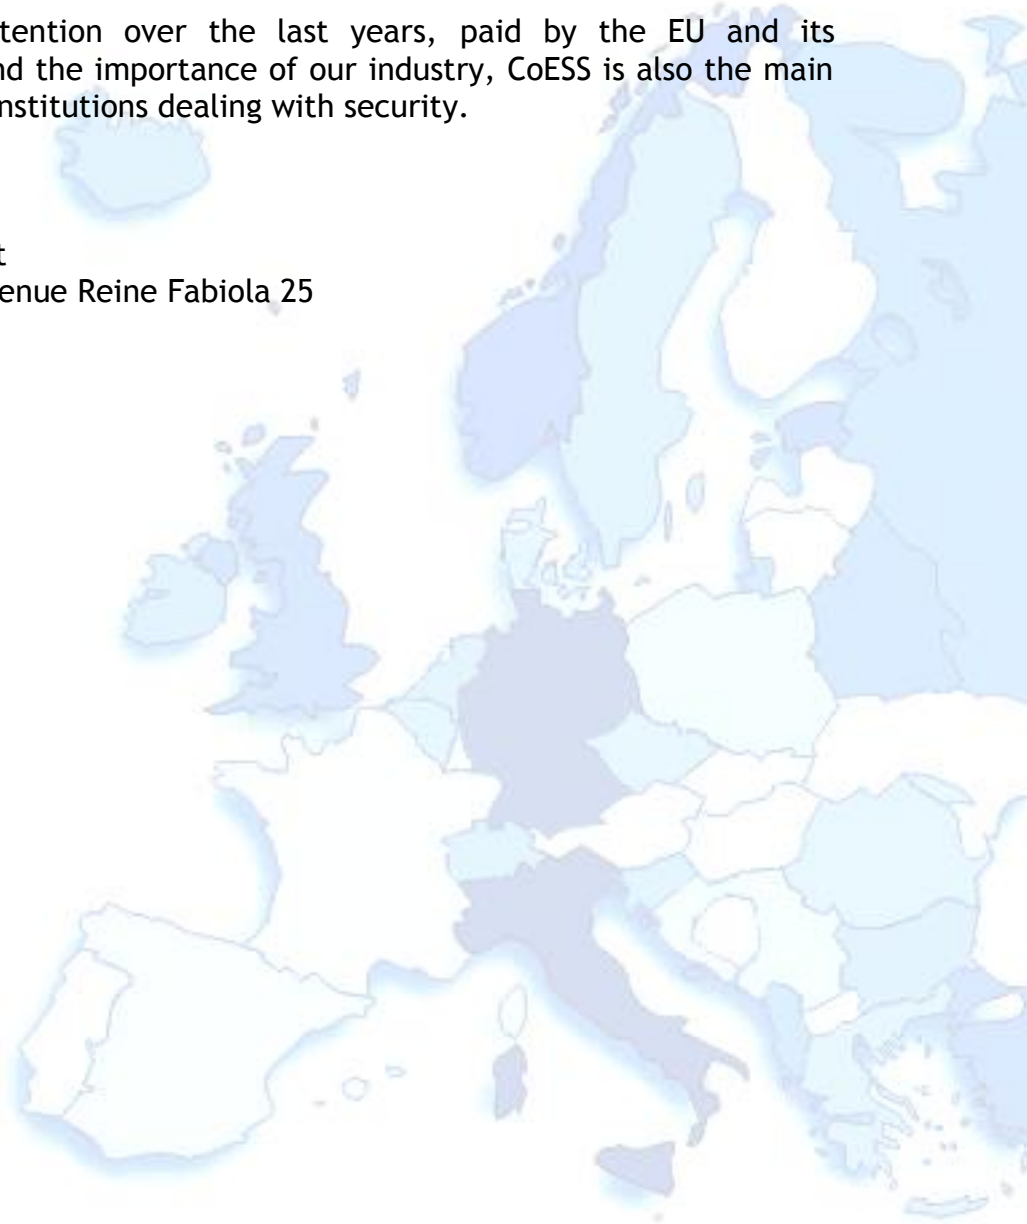 tention over the last years, paid by the EU and its
nd the importance of our industry, CoESS is also the main
nstitutions dealing with security.
t
enue Reine Fabiola 25